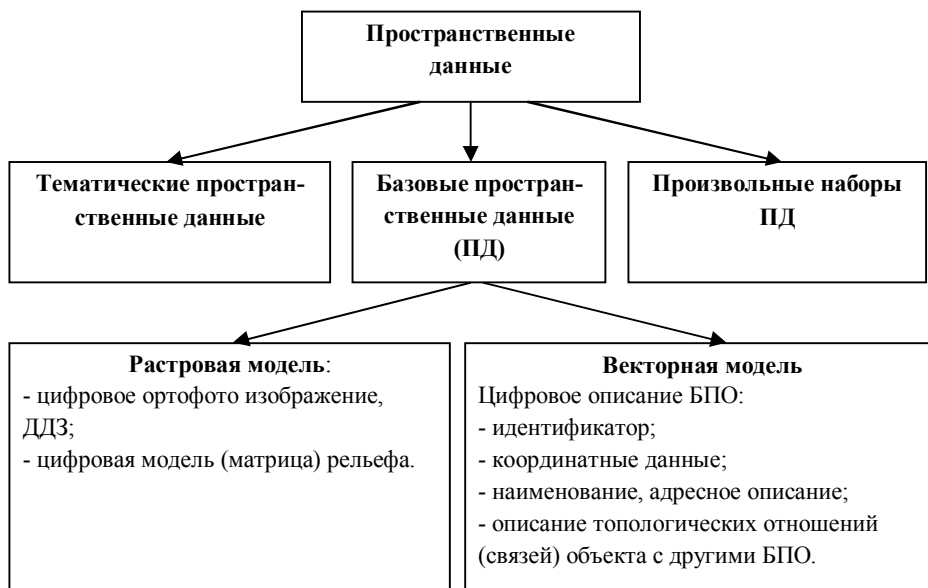 Пространственные
данные
Тематические простран-
ственные данные
Базовые простран-
ственные данные
(ПД)
Произвольные наборы
ПД
Растровая модель:
- цифровое ортофото изображение,
ДДЗ;
- цифровая модель (матрица) рельефа.
Векторная модель
Цифровое описание БПО:
- идентификатор;
- координатные данные;
- наименование, адресное описание;
- описание топологических отношений
(связей) объекта с другими БПО.